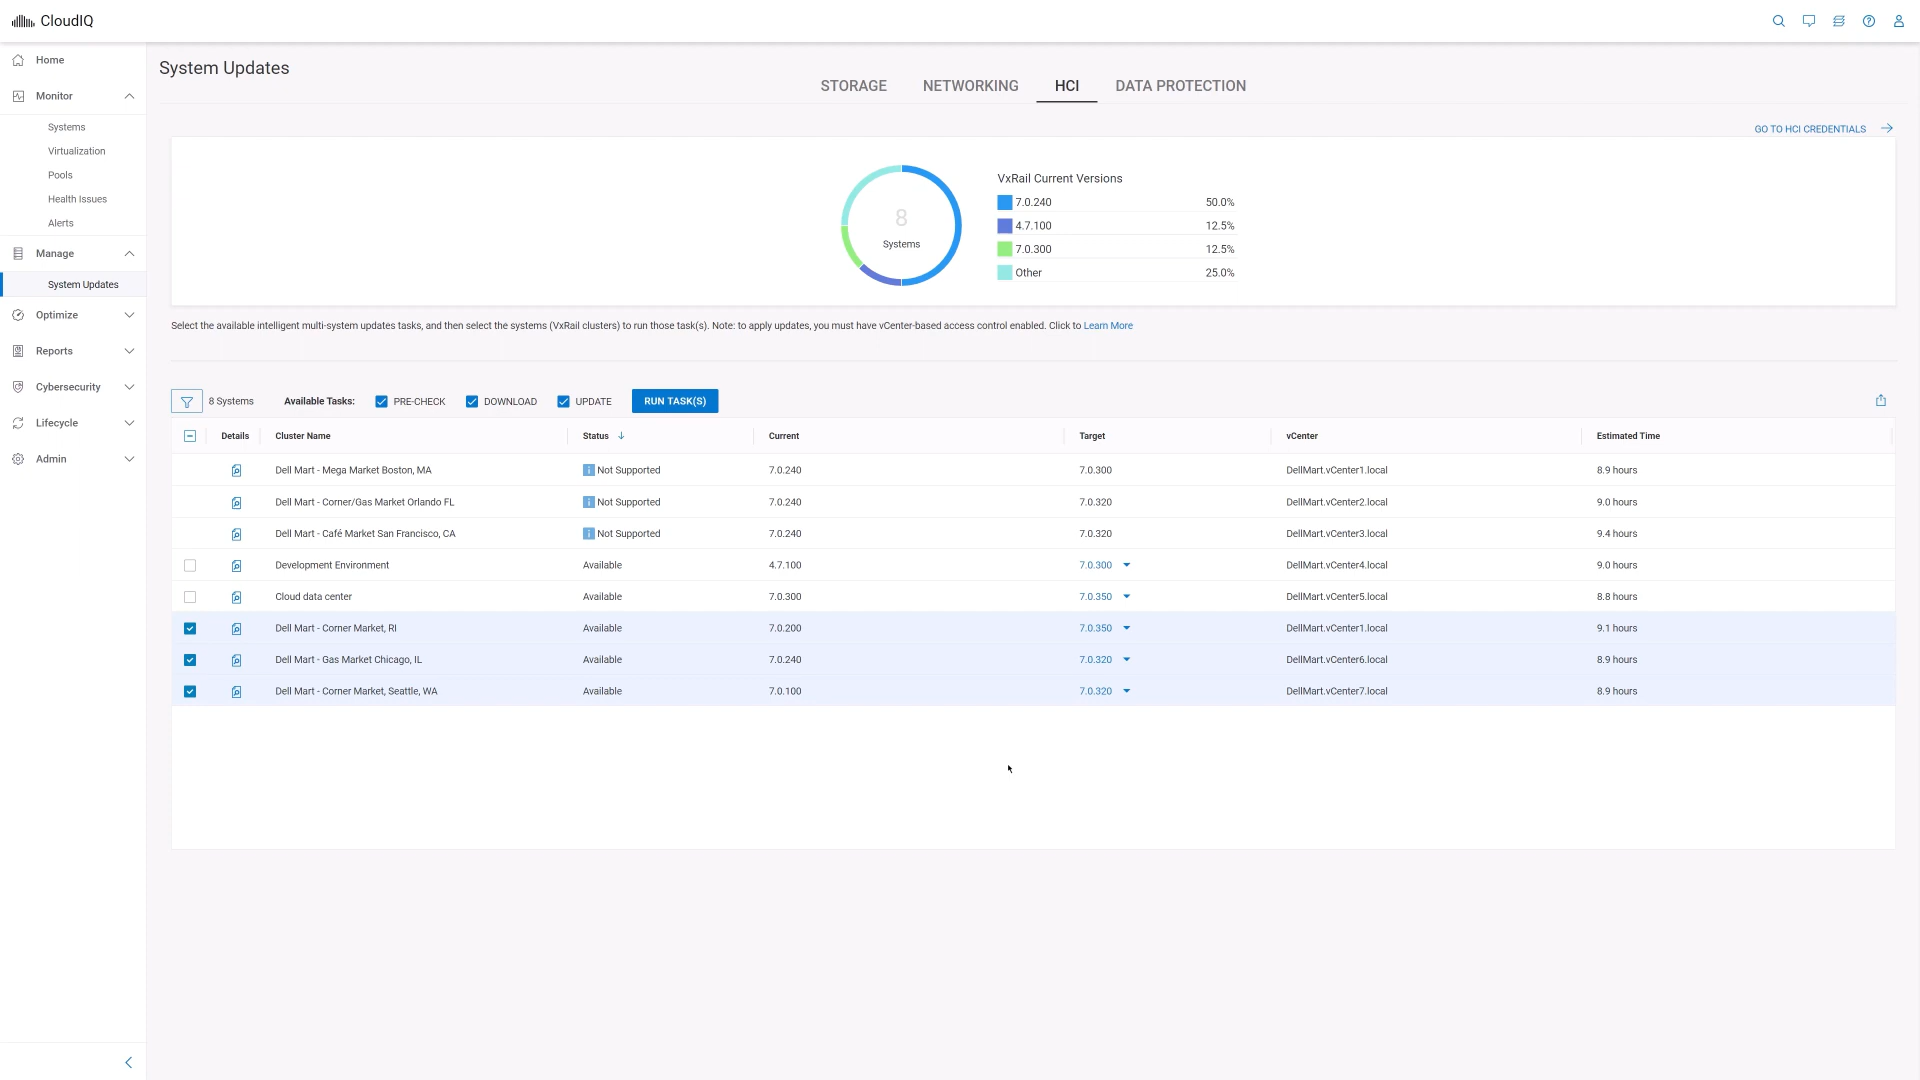 CloudIQ
Home
Monitor
Systems
Virtualization
Pools
Health Issues
Alerts
Manage
System Updates
Optimize
Reports
Cybersecurity
Lifecycle
Admin
System Updates
STORAGE NETWORKING HCI DATA PROTECTION
GO TO HCI CREDENTIALS
8
Systems
VxRail Current Versions
7.0.240 50.0%
4.7.100 12.5%
7.0.300 12.5%
Other 25.0%
Select the available intelligent multi-system updates tasks, and then select the systems (VxRail clusters) to run those task(s). Note: to apply updates, you must have vCenter-based access control enabled. Click to Learn More
8 Systems Available Tasks: PRE-CHECK DOWNLOAD UPDATE RUN TASK(S)
Details Cluster Name Status Current Target vCenter Estimated Time
Dell Mart - Mega Market Boston, MA Not Supported 7.0.240 7.0.300 DellMart.vCenter1.local 8.9 hours
Dell Mart - Corner/Gas Market Orlando FL Not Supported 7.0.240 7.0.320 DellMart.vCenter2.local 9.0 hours
Dell Mart - Café Market San Francisco, CA Not Supported 7.0.240 7.0.320 DellMart.vCenter3.local 9.4 hours
Development Environment Available 4.7.100 7.0.300 DellMart.vCenter4.local 9.0 hours
Cloud data center Available 7.0.300 7.0.350 DellMart.vCenter5.local 8.8 hours
Dell Mart - Corner Market, RI Available 7.0.200 7.0.350 DellMart.vCenter1.local 9.1 hours
Dell Mart - Gas Market Chicago, IL Available 7.0.240 7.0.320 DellMart.vCenter6.local 8.9 hours
Dell Mart - Corner Market, Seattle, WA Available 7.0.100 7.0.320 DellMart.vCenter7.local 8.9 hours